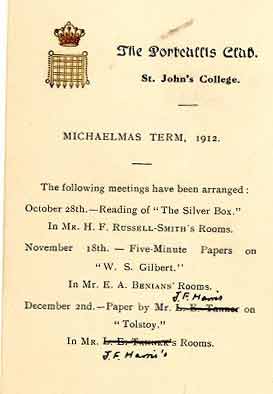 The Portcullis Club.
St. John's College.
MICHAELMAS TERM, 1912.
The following meetings have been arranged:
October 28th.—Reading of "The Silver Box."
In Mr. H. F. Russell-Smith's Rooms.
November 18th. — Five-Minute Papers on
"W. S. Gilbert."
In Mr. E. A. Benians' Rooms.
J.F. Harris
December 2nd.—Paper by Mr. L. E. Tanner on
"Tolstoy."
In Mr. L. E. Tanner's Rooms.
J.F. Harris's